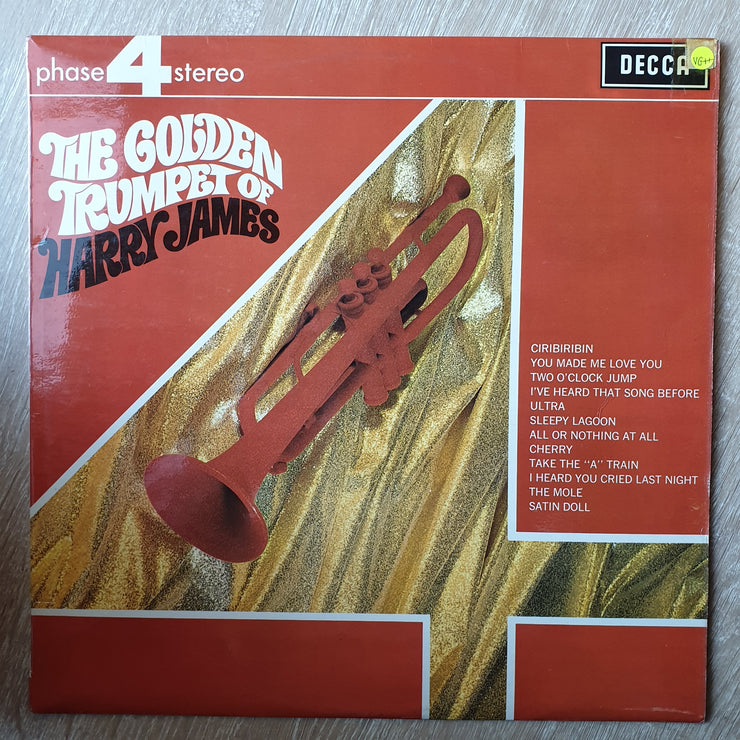 phase 4 stereo
DECCA
VG++
THE GOLDEN
TRUMPET OF
HARRY JAMES
CIRIBIRIBIN
YOU MADE ME LOVE YOU
TWO O'CLOCK JUMP
I'VE HEARD THAT SONG BEFORE
ULTRA
SLEEPY LAGOON
ALL OR NOTHING AT ALL
CHERRY
TAKE THE "A" TRAIN
I HEARD YOU CRIED LAST NIGHT
THE MOLE
SATIN DOLL